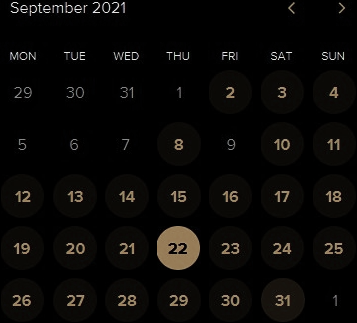 September 2021
MON TUE WED THU FRI SAT SUN
29 30 31 1 2 3 4
5 6 7 8 9 10 11
12 13 14 15 16 17 18
19 20 21 22 23 24 25
26 27 28 29 30 31 1